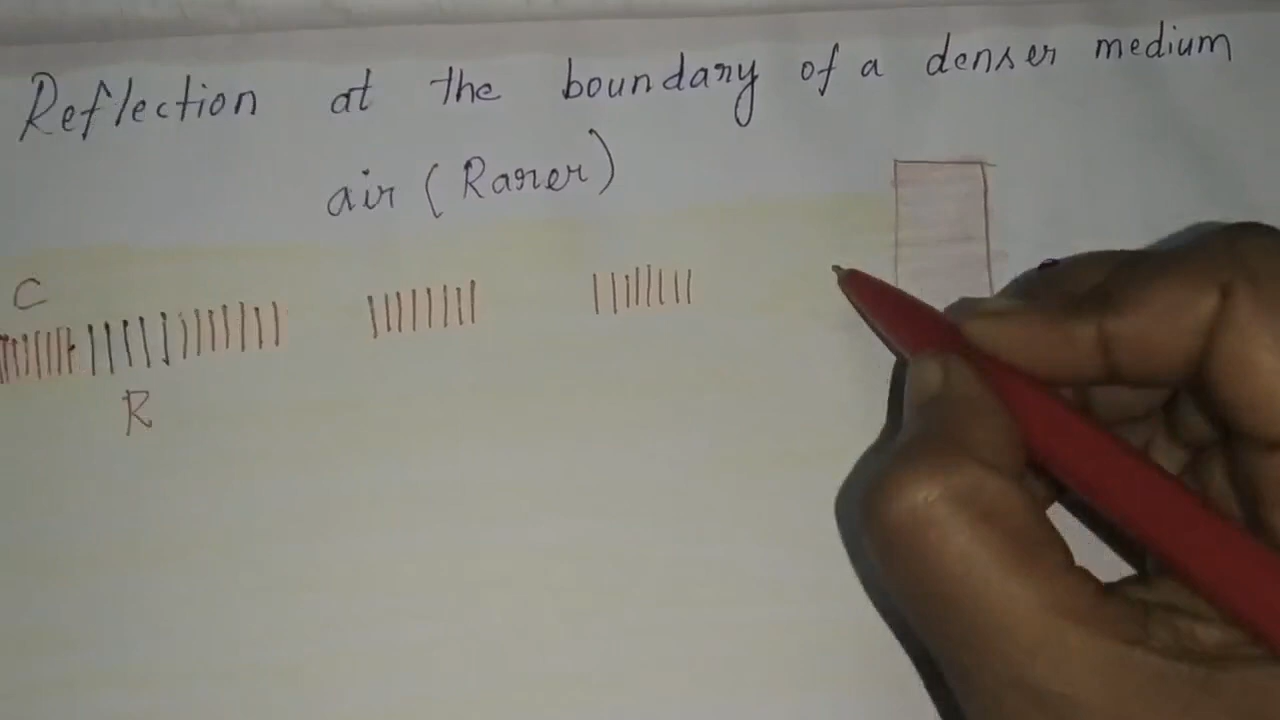 Reflection at the boundary of a denser medium
air (Rarer)
C
R